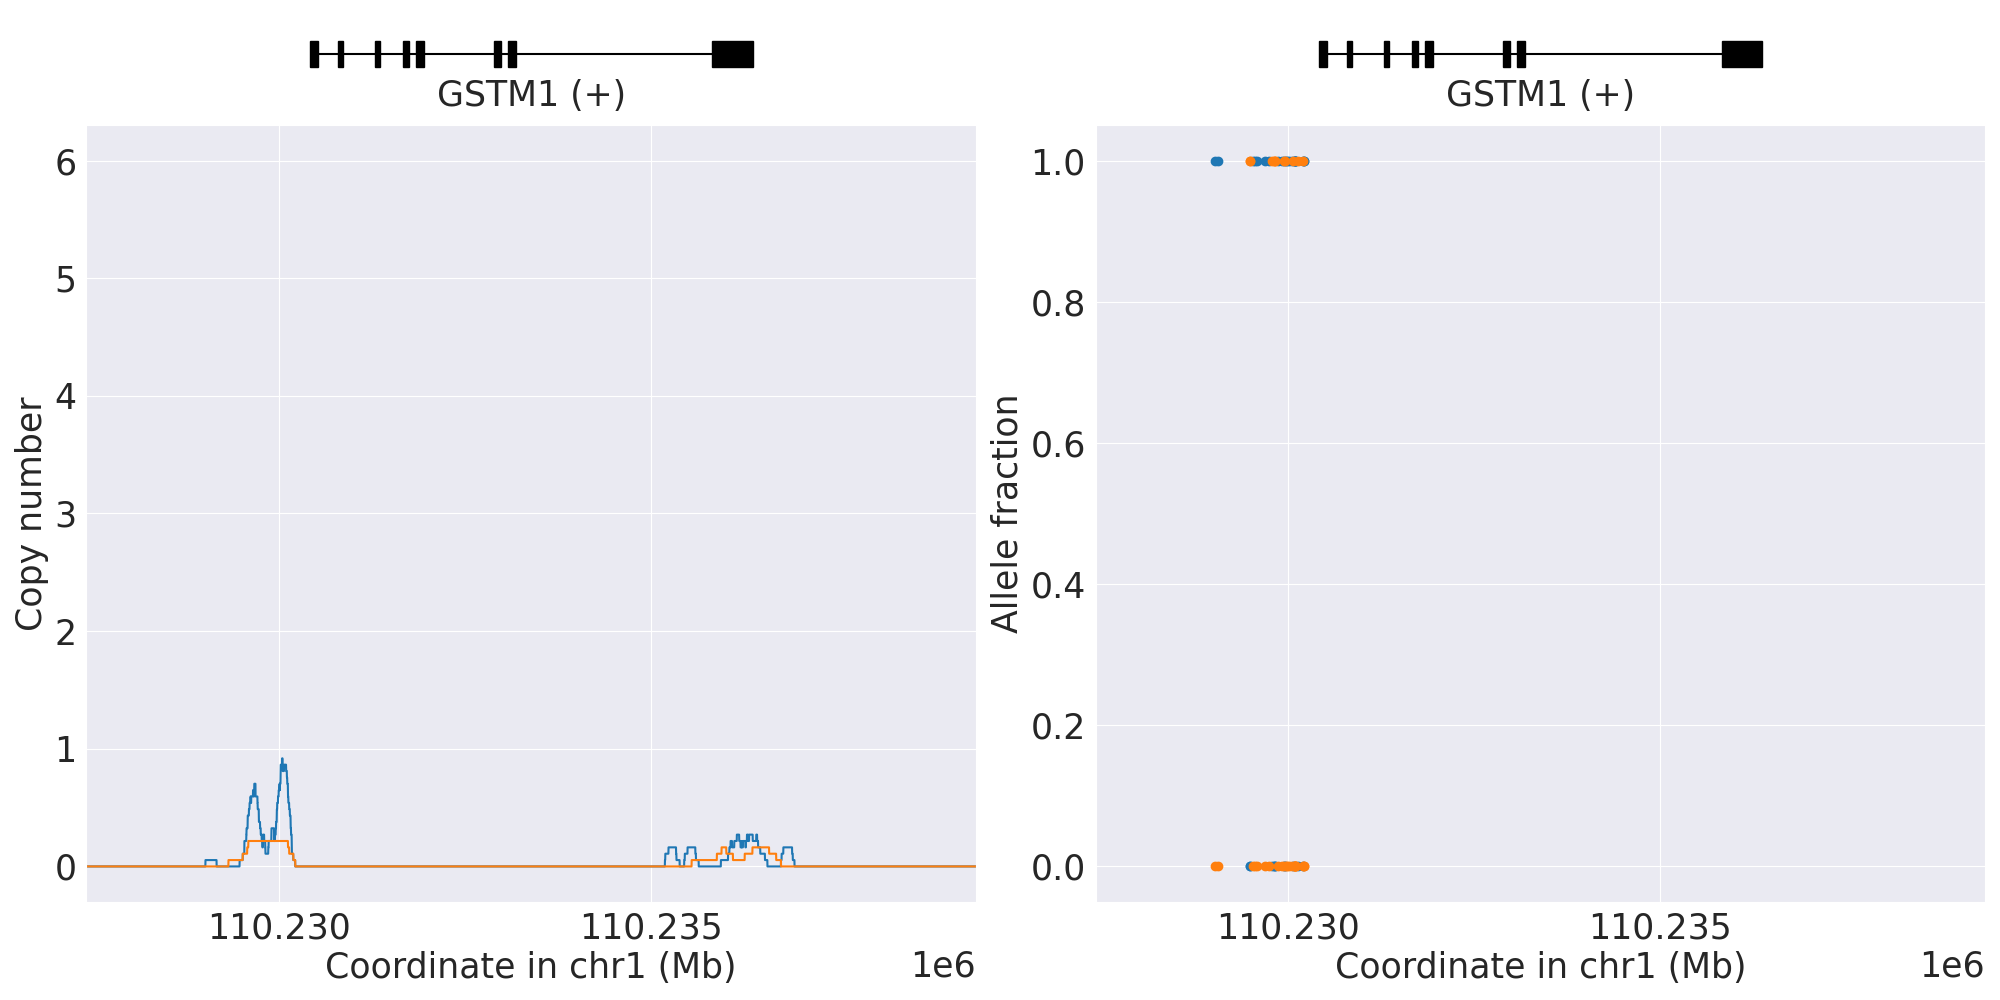 GSTM1 (+)
6
5
4
3
2
1
0
Copy number
110.230
110.235
Coordinate in chr1 (Mb)
1e6
GSTM1 (+)
1.0
0.8
0.6
0.4
0.2
0.0
Allele fraction
110.230
110.235
Coordinate in chr1 (Mb)
1e6